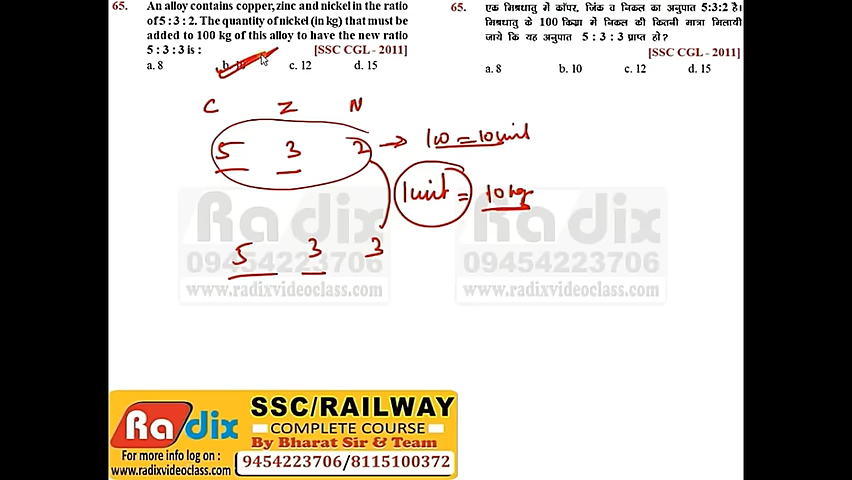 65. An alloy contains copper, zinc and nickel in the ratio
of 5 : 3 : 2. The quantity of nickel (in kg) that must be
added to 100 kg of this alloy to have the new ratio
5 : 3 : 3 is : [SSC CGL - 2011]
a. 8 b. 10 c. 12 d. 15
65. एक मिश्रधातु में कॉपर, जिंक व निकल का अनुपात 5:3:2 है।
मिश्रधातु के 100 किग्रा में निकल की कितनी मात्रा मिलायी
जाये कि यह अनुपात 5 : 3 : 3 प्राप्त हो?
[SSC CGL - 2011]
a. 8 b. 10 c. 12 d. 15
C Z N
5 3 2 → 100 = 10 unit
1 unit = 10 kg
5 3 3
Radix
09454223706
www.radixvideoclass.com
Radix
09454223706
www.radixvideoclass.com
Radix
For more log on :
www.radixvideoclass.com
SSC/RAILWAY
COMPLETE COURSE
By Bharat Sir & Team
9454223706/8115100372